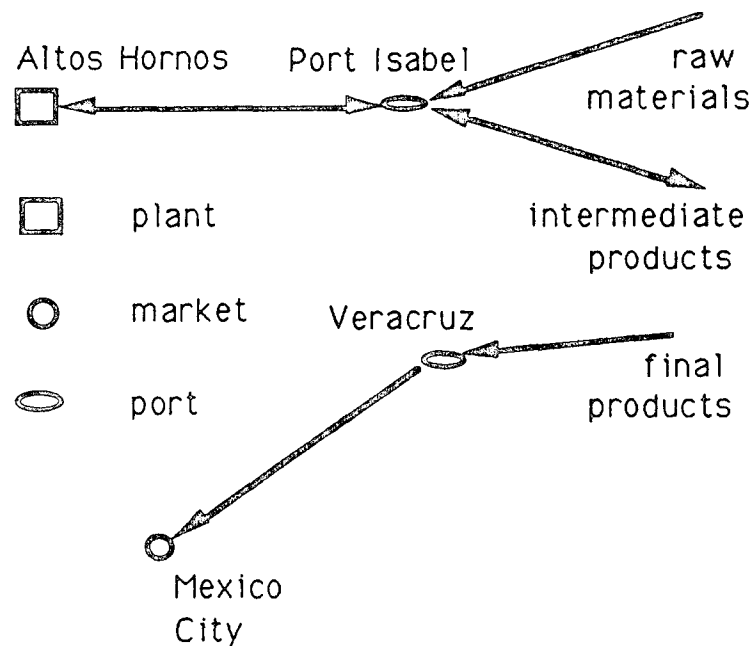 Altos Hornos
Port Isabel
raw
materials
plant
intermediate
products
market
Veracruz
port
final
products
Mexico
City